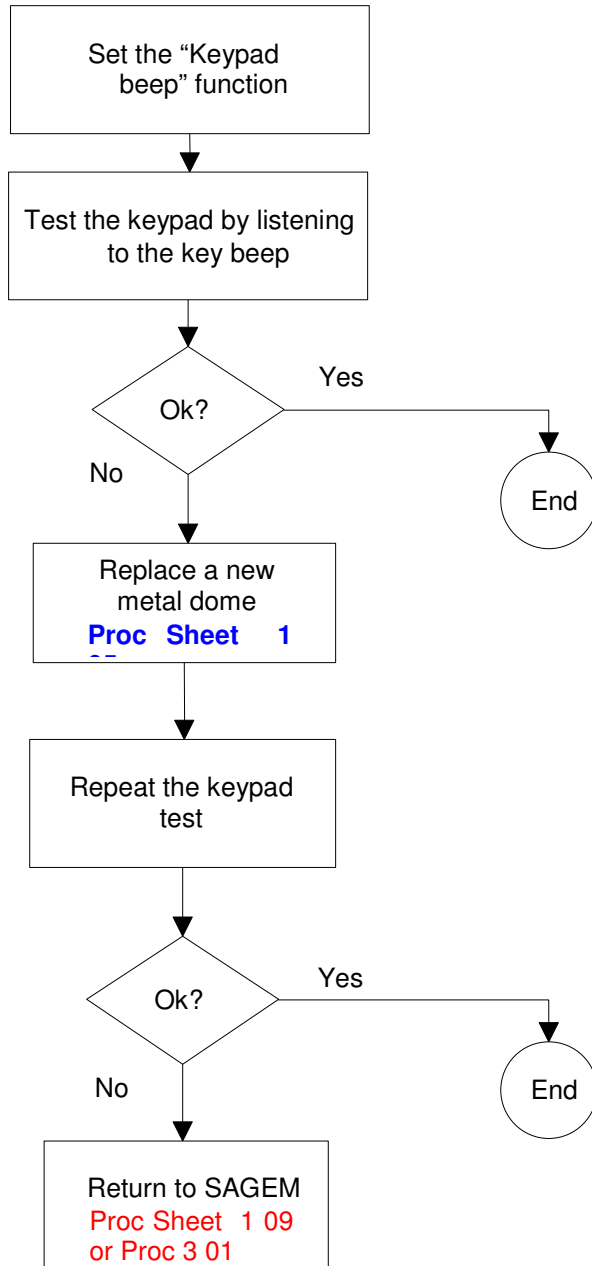 Set the “Keypad
beep” function
Test the keypad by listening
to the key beep
Ok?
Yes
No
End
Replace a new
metal dome
Proc Sheet 1
Repeat the keypad
test
Ok?
Yes
No
End
Return to SAGEM
Proc Sheet 1 09
or Proc 3 01